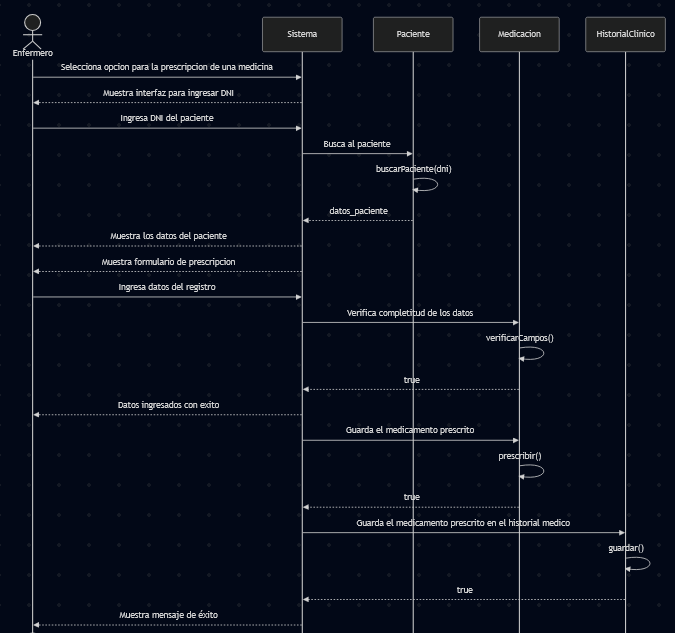 Enfermero
Sistema
Paciente
Medicacion
HistorialClinico
Selecciona opcion para la prescripcion de una medicina
Muestra interfaz para ingresar DNI
Ingresa DNI del paciente
Busca al paciente
buscarPaciente(dni)
datos_paciente
Muestra los datos del paciente
Muestra formulario de prescripcion
Ingresa datos del registro
Verifica completitud de los datos
verificarCampos()
true
Datos ingresados con exito
Guarda el medicamento prescrito
prescribir()
true
Guarda el medicamento prescrito en el historial medico
guardar()
true
Muestra mensaje de éxito